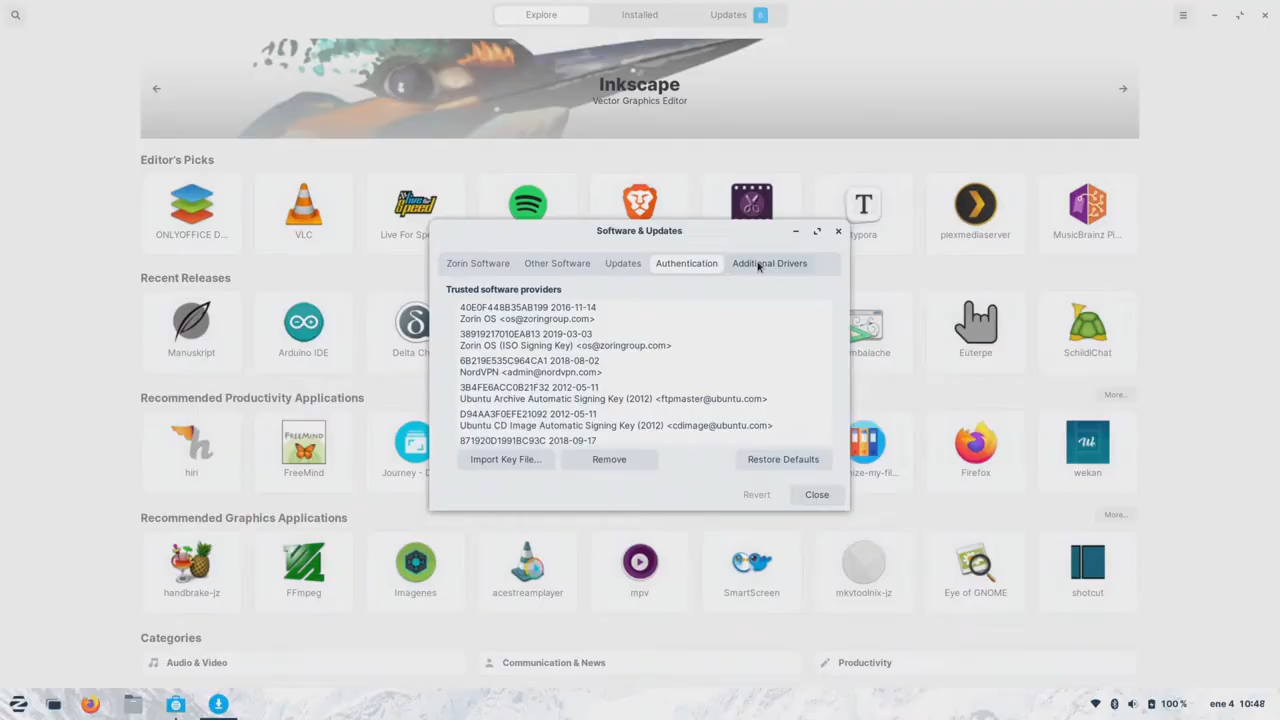 Explore
Installed
Updates
6
Inkscape
Vector Graphics Editor
Editor's Picks
ONLYOFFICE D...
VLC
Live For Sp
typora
plexmediaserver
MusicBrainz Pi...
Software & Updates
Zorin Software
Other Software
Updates
Authentication
Additional Drivers
Trusted software providers
40E0F448B35AB199 2016-11-14
Zorin OS <os@zoringroup.com>
38919217010EA813 2019-03-03
Zorin OS (ISO Signing Key) <os@zoringroup.com>
6B219E535C964CA1 2018-08-02
NordVPN <admin@nordvpn.com>
3B4FE6ACC0B21F32 2012-05-11
Ubuntu Archive Automatic Signing Key (2012) <ftpmaster@ubuntu.com>
D94AA3F0EFE21092 2012-05-11
Ubuntu CD Image Automatic Signing Key (2012) <cdimage@ubuntu.com>
871920D1991BC93C 2018-09-17
Import Key File...
Remove
Restore Defaults
Revert
Close
Recent Releases
Manuskript
Arduino IDE
Delta Ch
mbalache
Euterpe
SchildiChat
Recommended Productivity Applications
More...
hiri
FREEMIND
FreeMind
Journey - D
nize-my-fil...
Firefox
wekan
Recommended Graphics Applications
More...
handbrake-jz
FFmpeg
Imagenes
acestreamplayer
mpv
SmartScreen
mkvtoolnix-jz
Eye of GNOME
shotcut
Categories
Audio & Video
Communication & News
Productivity
100 %
ene 4 10:48